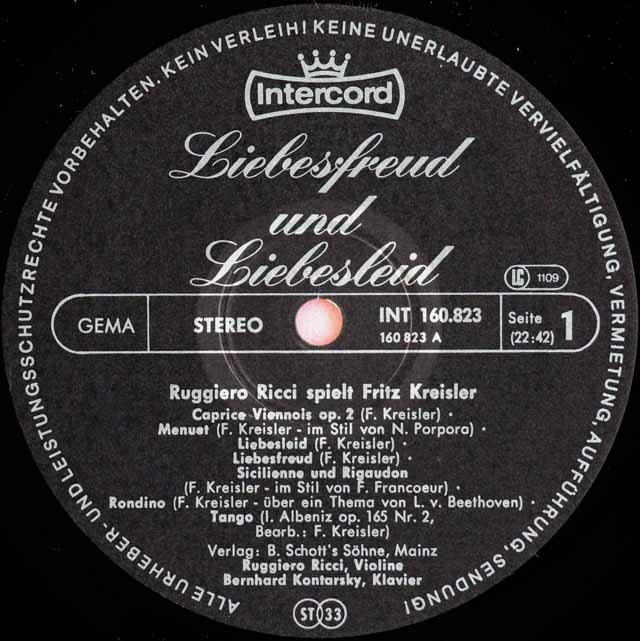 ALLE URHEBER- UND LEISTUNGSSCHUTZRECHTE VORBEHALTEN. KEIN VERLEIH! KEINE UNERLAUBTE VERVIELFÄLTIGUNG, VERMIETUNG, AUFFÜHRUNG, SENDUNG!
Intercord
Liebesfreud
und
Liebesleid
LC 1109
GEMA STEREO INT 160.823 Seite 1
160 823 A (22:42)
Ruggiero Ricci spielt Fritz Kreisler
Caprice Viennois op. 2 (F. Kreisler) ·
Menuet (F. Kreisler - im Stil von N. Porpora) ·
Liebesleid (F. Kreisler) ·
Liebesfreud (F. Kreisler) ·
Sicilienne und Rigaudon
(F. Kreisler - im Stil von F. Francoeur) ·
Rondino (F. Kreisler - über ein Thema von L. v. Beethoven) ·
Tango (I. Albeniz op. 165 Nr. 2,
Bearb.: F. Kreisler)
Verlag: B. Schott's Söhne, Mainz
Ruggiero Ricci, Violine
Bernhard Kontarsky, Klavier
ST 33